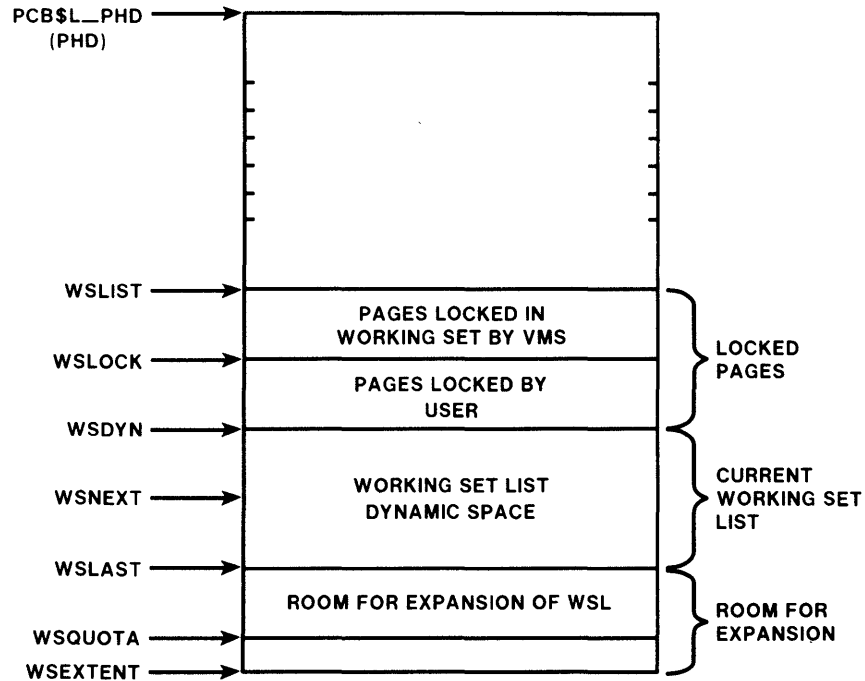 PCB$L_PHD
(PHD)
WSLIST
PAGES LOCKED IN
WORKING SET BY VMS
WSLOCK
PAGES LOCKED BY
USER
LOCKED
PAGES
WSDYN
WSNEXT
WORKING SET LIST
DYNAMIC SPACE
CURRENT
WORKING SET
LIST
WSLAST
ROOM FOR EXPANSION OF WSL
WSQUOTA
ROOM FOR
EXPANSION
WSEXTENT